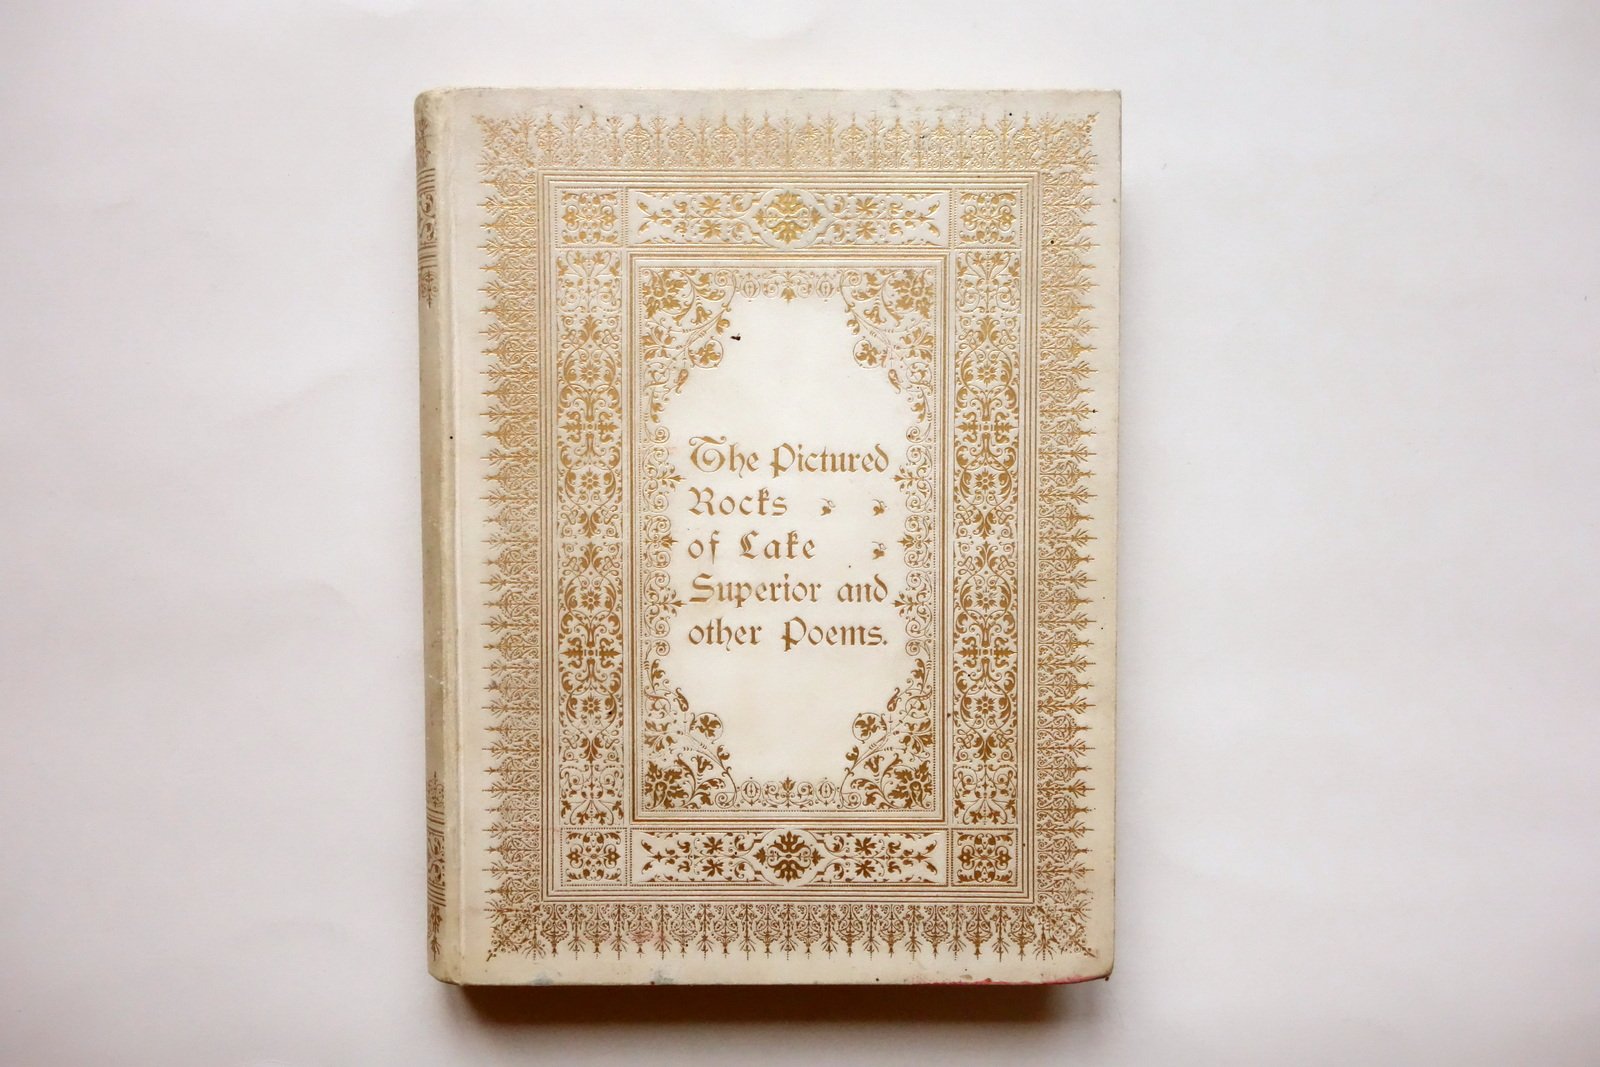 The Pictured
Rocks
of Lake
Superior and
other Poems.